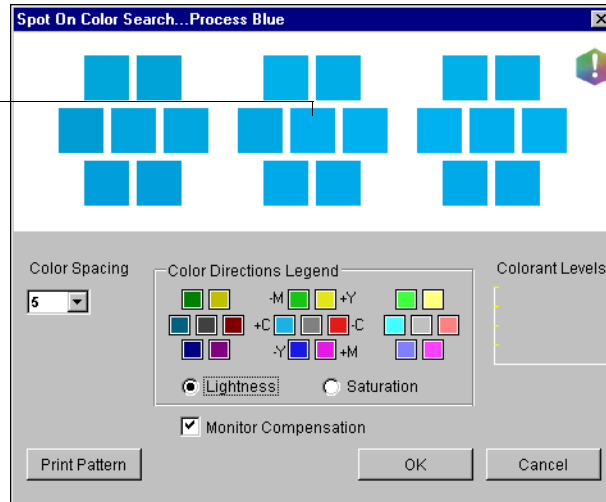 Spot On Color Search...Process Blue
Color Spacing
5
Color Directions Legend
Colorant Levels
-M +Y
+C -C
-Y +M
Lightness Saturation
Monitor Compensation
Print Pattern OK Cancel